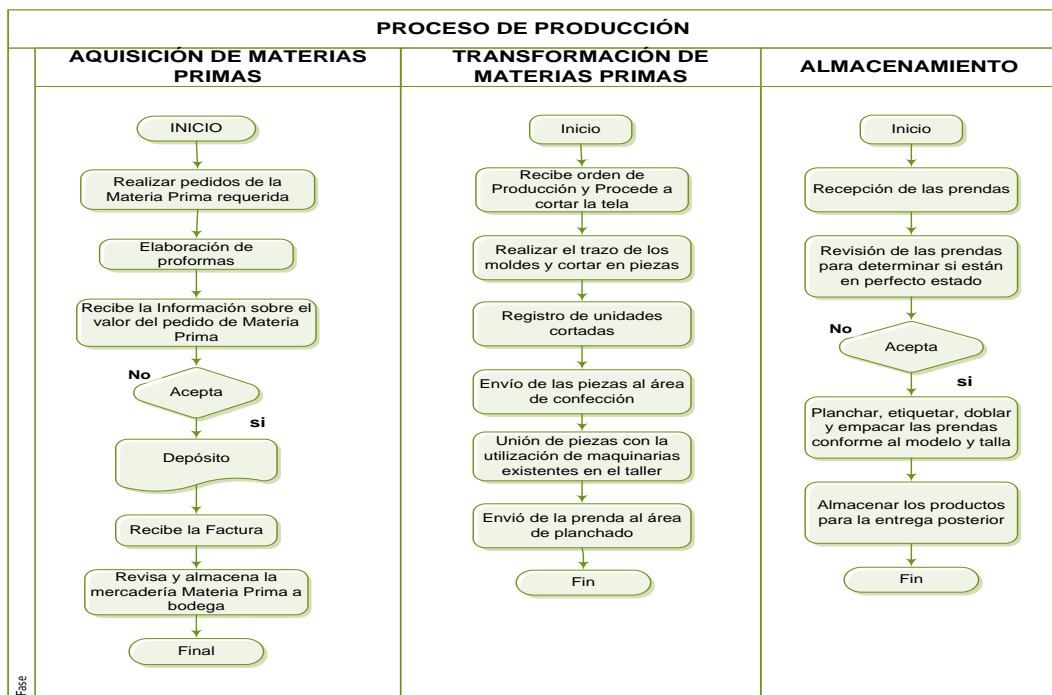 PROCESO DE PRODUCCIÓN
AQUISICIÓN DE MATERIAS
PRIMAS
INICIO
Realizar pedidos de la
Materia Prima requerida
Elaboración de
proformas
Recibe la Información sobre el
valor del pedido de Materia
Prima
No
Acepta
si
Depósito
Recibe la Factura
Revisa y almacena la
mercadería Materia Prima a
bodega
Final
TRANSFORMACIÓN DE
MATERIAS PRIMAS
Inicio
Recibe orden de
Producción y Procede a
cortar la tela
Realizar el trazo de los
moldes y cortar en piezas
Registro de unidades
cortadas
Envío de las piezas al área
de confección
Unión de piezas con la
utilización de maquinarias
existentes en el taller
Envió de la prenda al área
de planchado
Fin
ALMACENAMIENTO
Inicio
Recepción de las prendas
Revisión de las prendas
para determinar si están
en perfecto estado
No
Acepta
si
Planchar, etiquetar, doblar
y empacar las prendas
conforme al modelo y talla
Almacenar los productos
para la entrega posterior
Fin
Fase